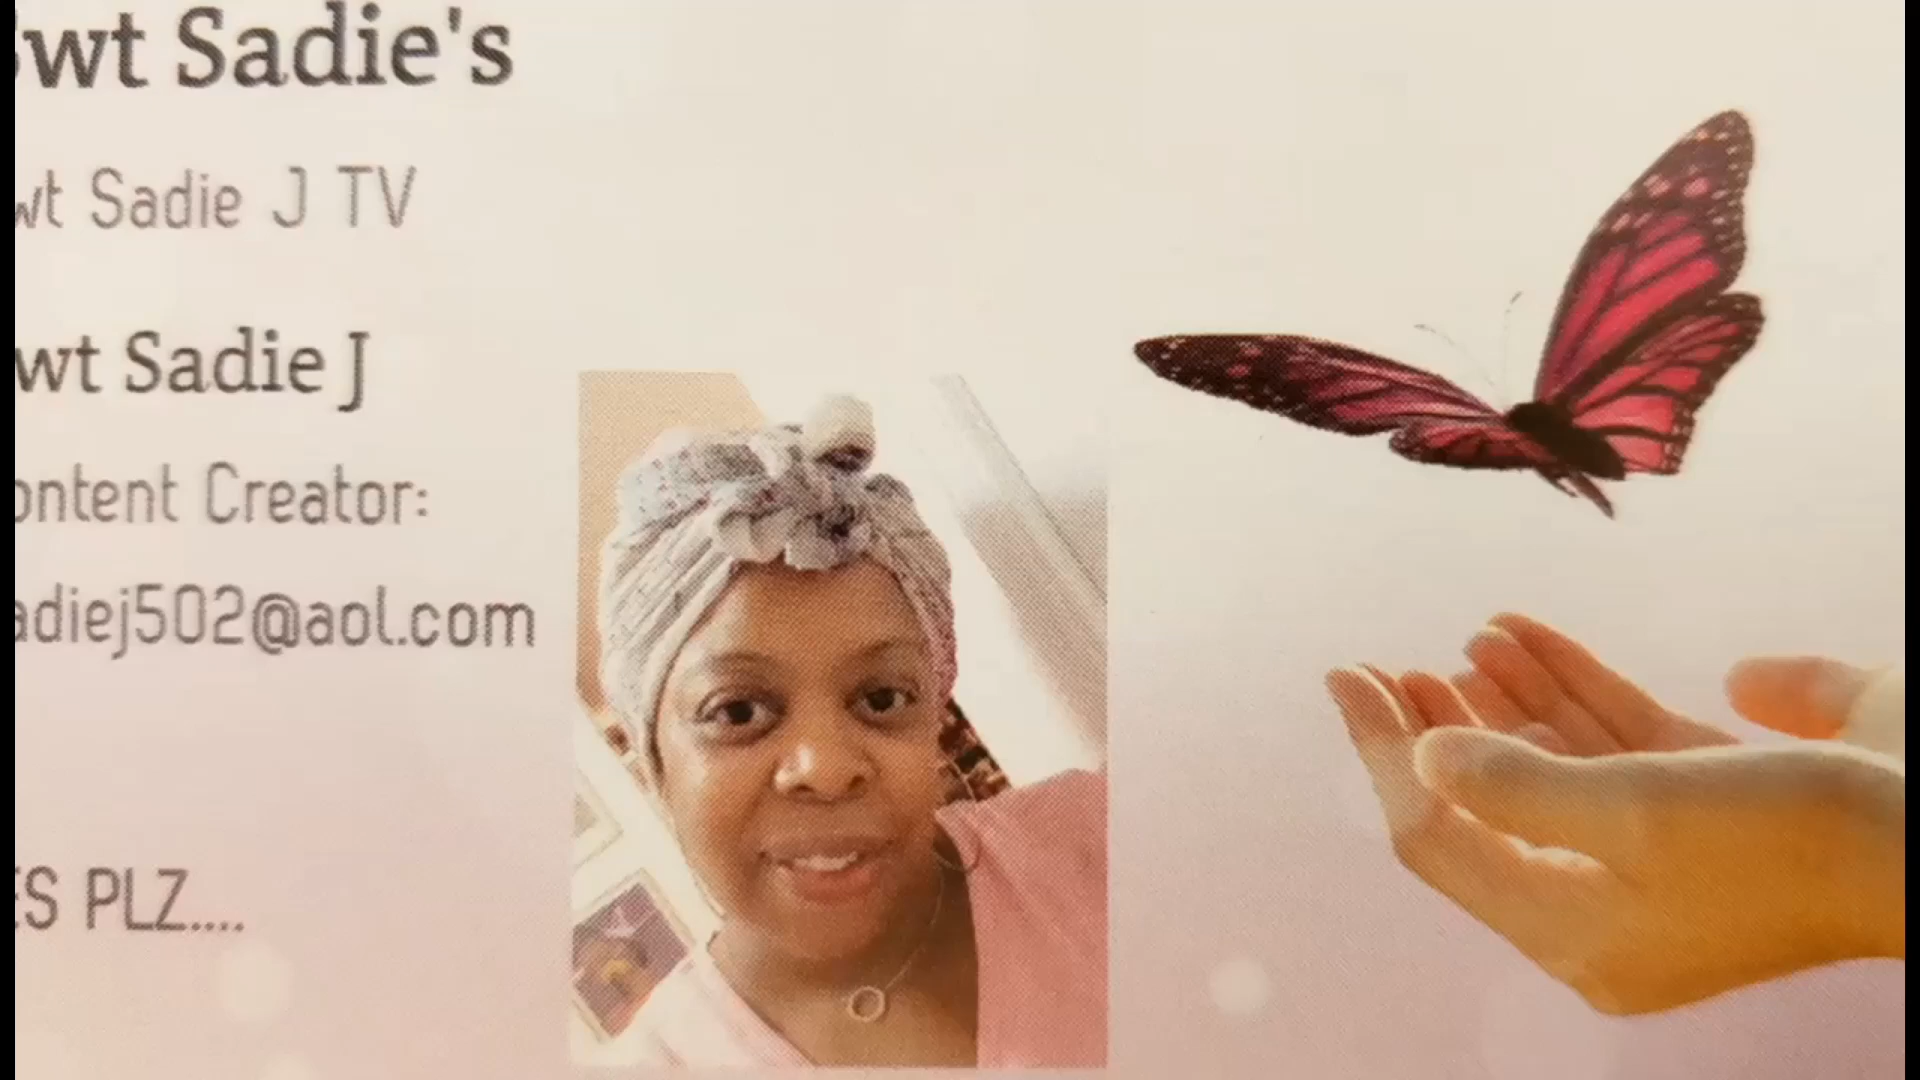 wt Sadie's
wt Sadie J TV
wt Sadie J
ontent Creator:
adiej502@aol.com
ES PLZ....